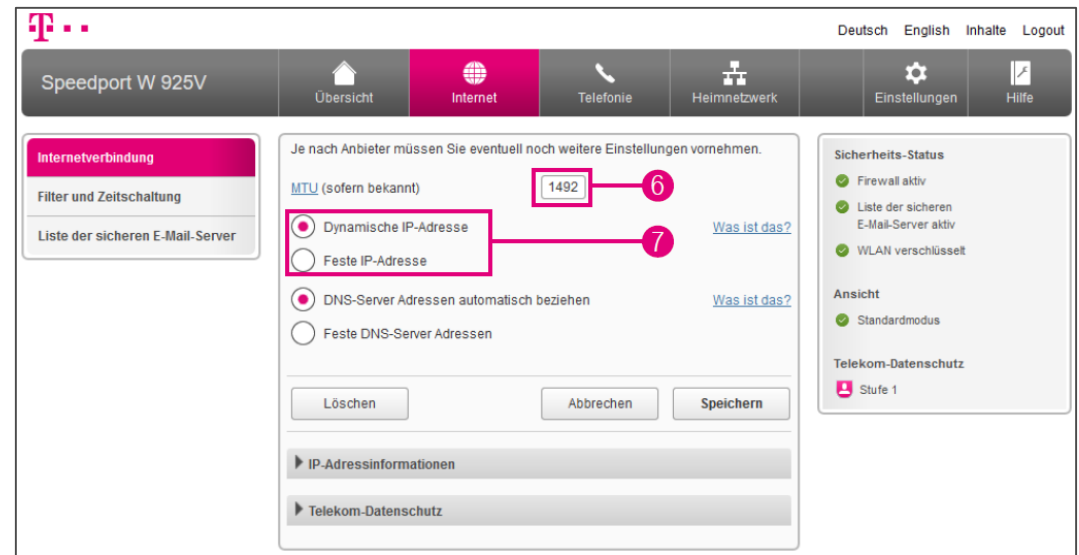 T
Deutsch English Inhalte Logout
Speedport W 925V
Übersicht Internet Telefonie Heimnetzwerk Einstellungen Hilfe
Internetverbindung
Filter und Zeitschaltung
Liste der sicheren E-Mail-Server
Je nach Anbieter müssen Sie eventuell noch weitere Einstellungen vornehmen.
MTU (sofern bekannt) 1492 6
Dynamische IP-Adresse Was ist das?
7
Feste IP-Adresse
DNS-Server Adressen automatisch beziehen Was ist das?
Feste DNS-Server Adressen
Löschen Abbrechen Speichern
IP-Adressinformationen
Telekom-Datenschutz
Sicherheits-Status
Firewall aktiv
Liste der sicheren
E-Mail-Server aktiv
WLAN verschlüsselt
Ansicht
Standardmodus
Telekom-Datenschutz
Stufe 1